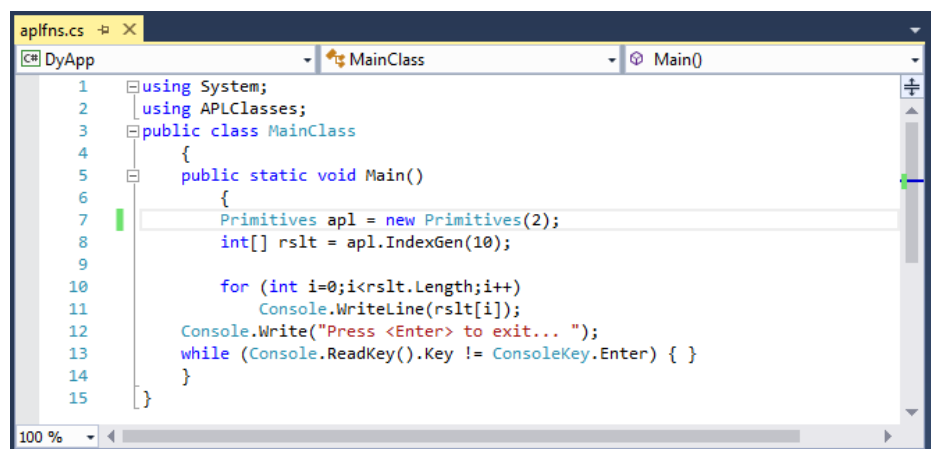 aplfns.cs
C# DyApp MainClass Main()
1 using System;
2 using APLClasses;
3 public class MainClass
4     {
5     public static void Main()
6         {
7         Primitives apl = new Primitives(2);
8         int[] rslt = apl.IndexGen(10);
9
10         for (int i=0;i<rslt.Length;i++)
11             Console.WriteLine(rslt[i]);
12     Console.Write("Press <Enter> to exit... ");
13     while (Console.ReadKey().Key != ConsoleKey.Enter) { }
14     }
15 }
100 %